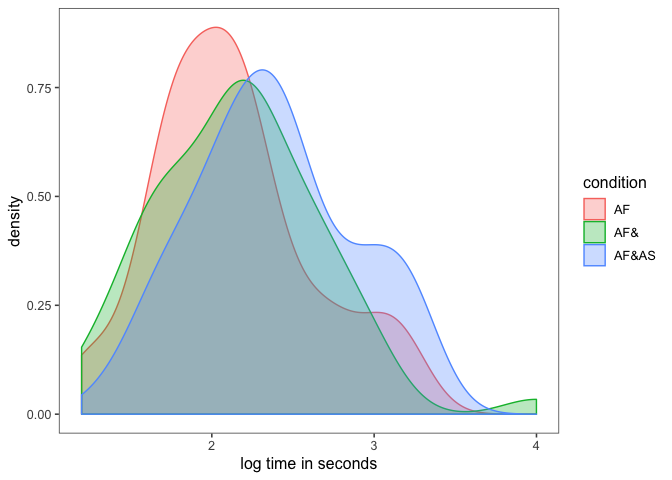 0.75
0.50
0.25
0.00
density
2
3
4
log time in seconds
condition
AF
AF&
AF&AS